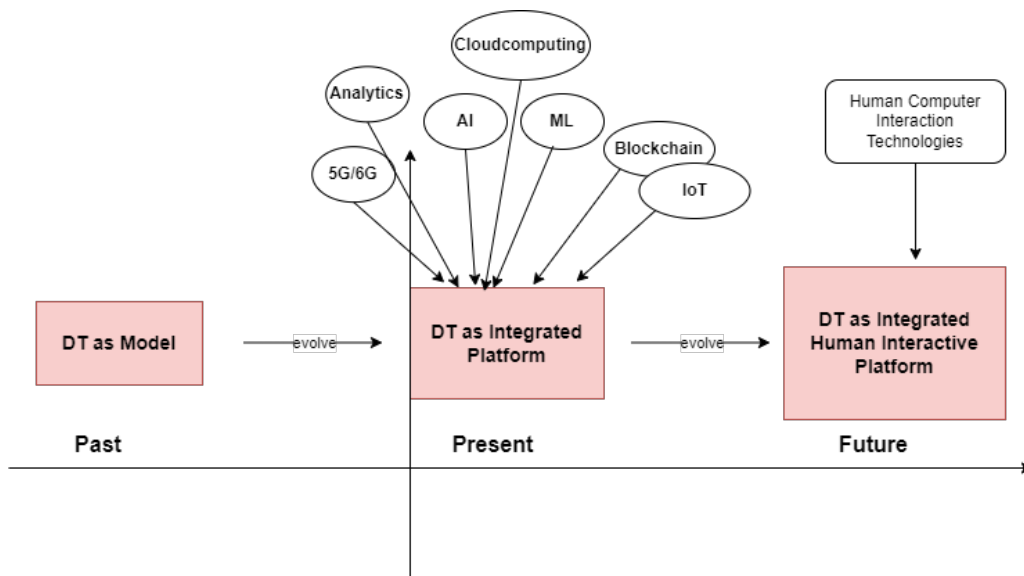 Cloudcomputing
Analytics
AI
ML
Blockchain
5G/6G
IoT
Human Computer
Interaction
Technologies
DT as Model
evolve
DT as Integrated
Platform
evolve
DT as Integrated
Human Interactive
Platform
Past
Present
Future